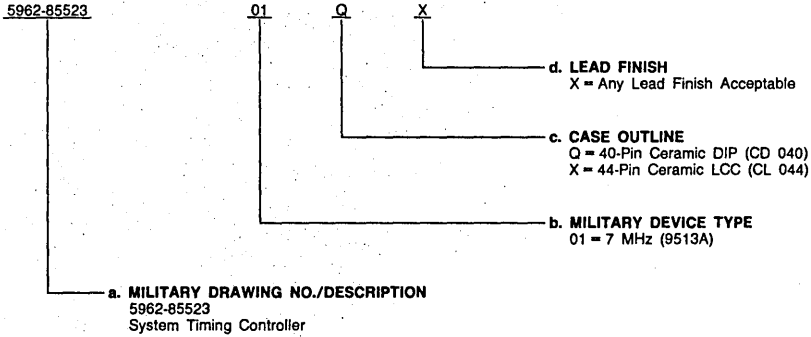 5962-85523 01 Q X
d. LEAD FINISH
X = Any Lead Finish Acceptable
c. CASE OUTLINE
Q = 40-Pin Ceramic DIP (CD 040)
X = 44-Pin Ceramic LCC (CL 044)
b. MILITARY DEVICE TYPE
01 = 7 MHz (9513A)
a. MILITARY DRAWING NO./DESCRIPTION
5962-85523
System Timing Controller